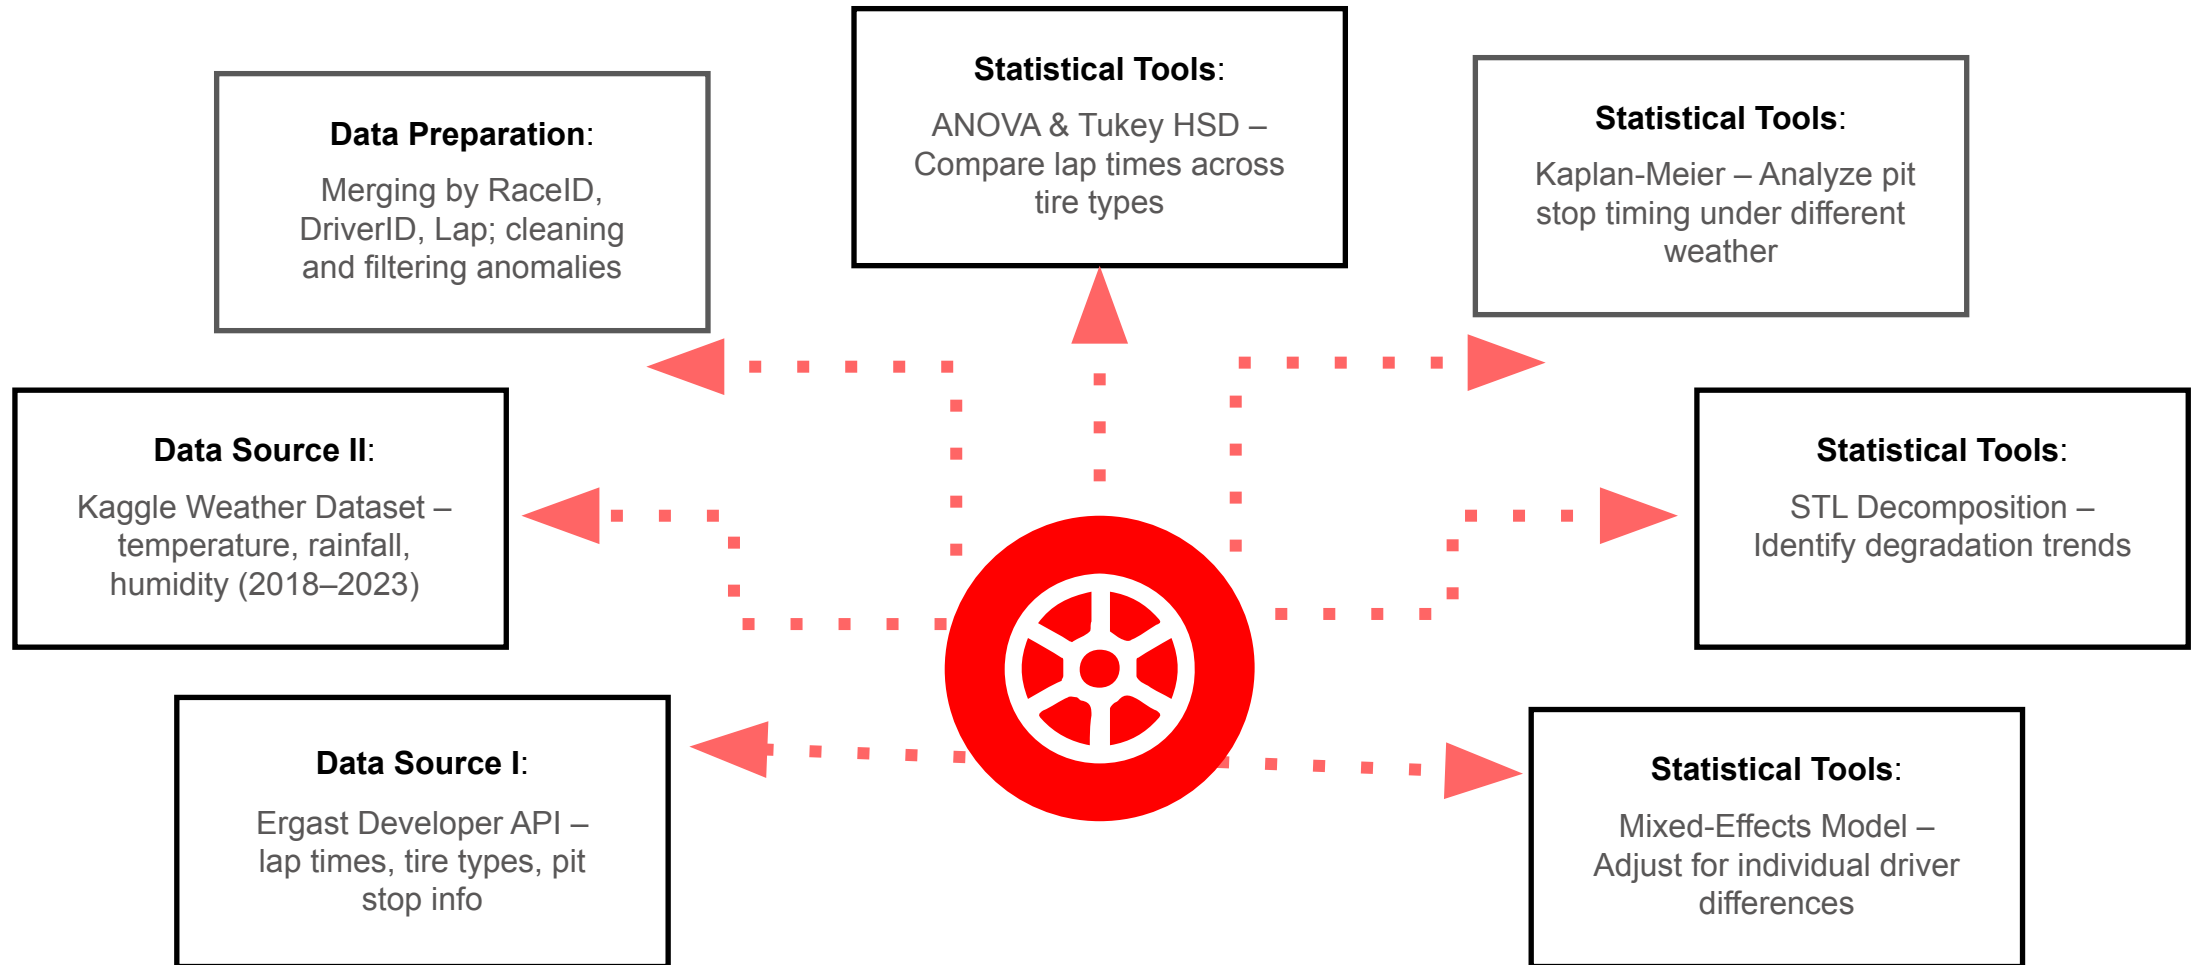 Statistical Tools:
ANOVA & Tukey HSD –
Compare lap times across
tire types
Data Preparation:
Merging by RaceID,
DriverID, Lap; cleaning
and filtering anomalies
Statistical Tools:
Kaplan-Meier – Analyze pit
stop timing under different
weather
Data Source II:
Kaggle Weather Dataset –
temperature, rainfall,
humidity (2018–2023)
Statistical Tools:
STL Decomposition –
Identify degradation trends
Data Source I:
Ergast Developer API –
lap times, tire types, pit
stop info
Statistical Tools:
Mixed-Effects Model –
Adjust for individual driver
differences